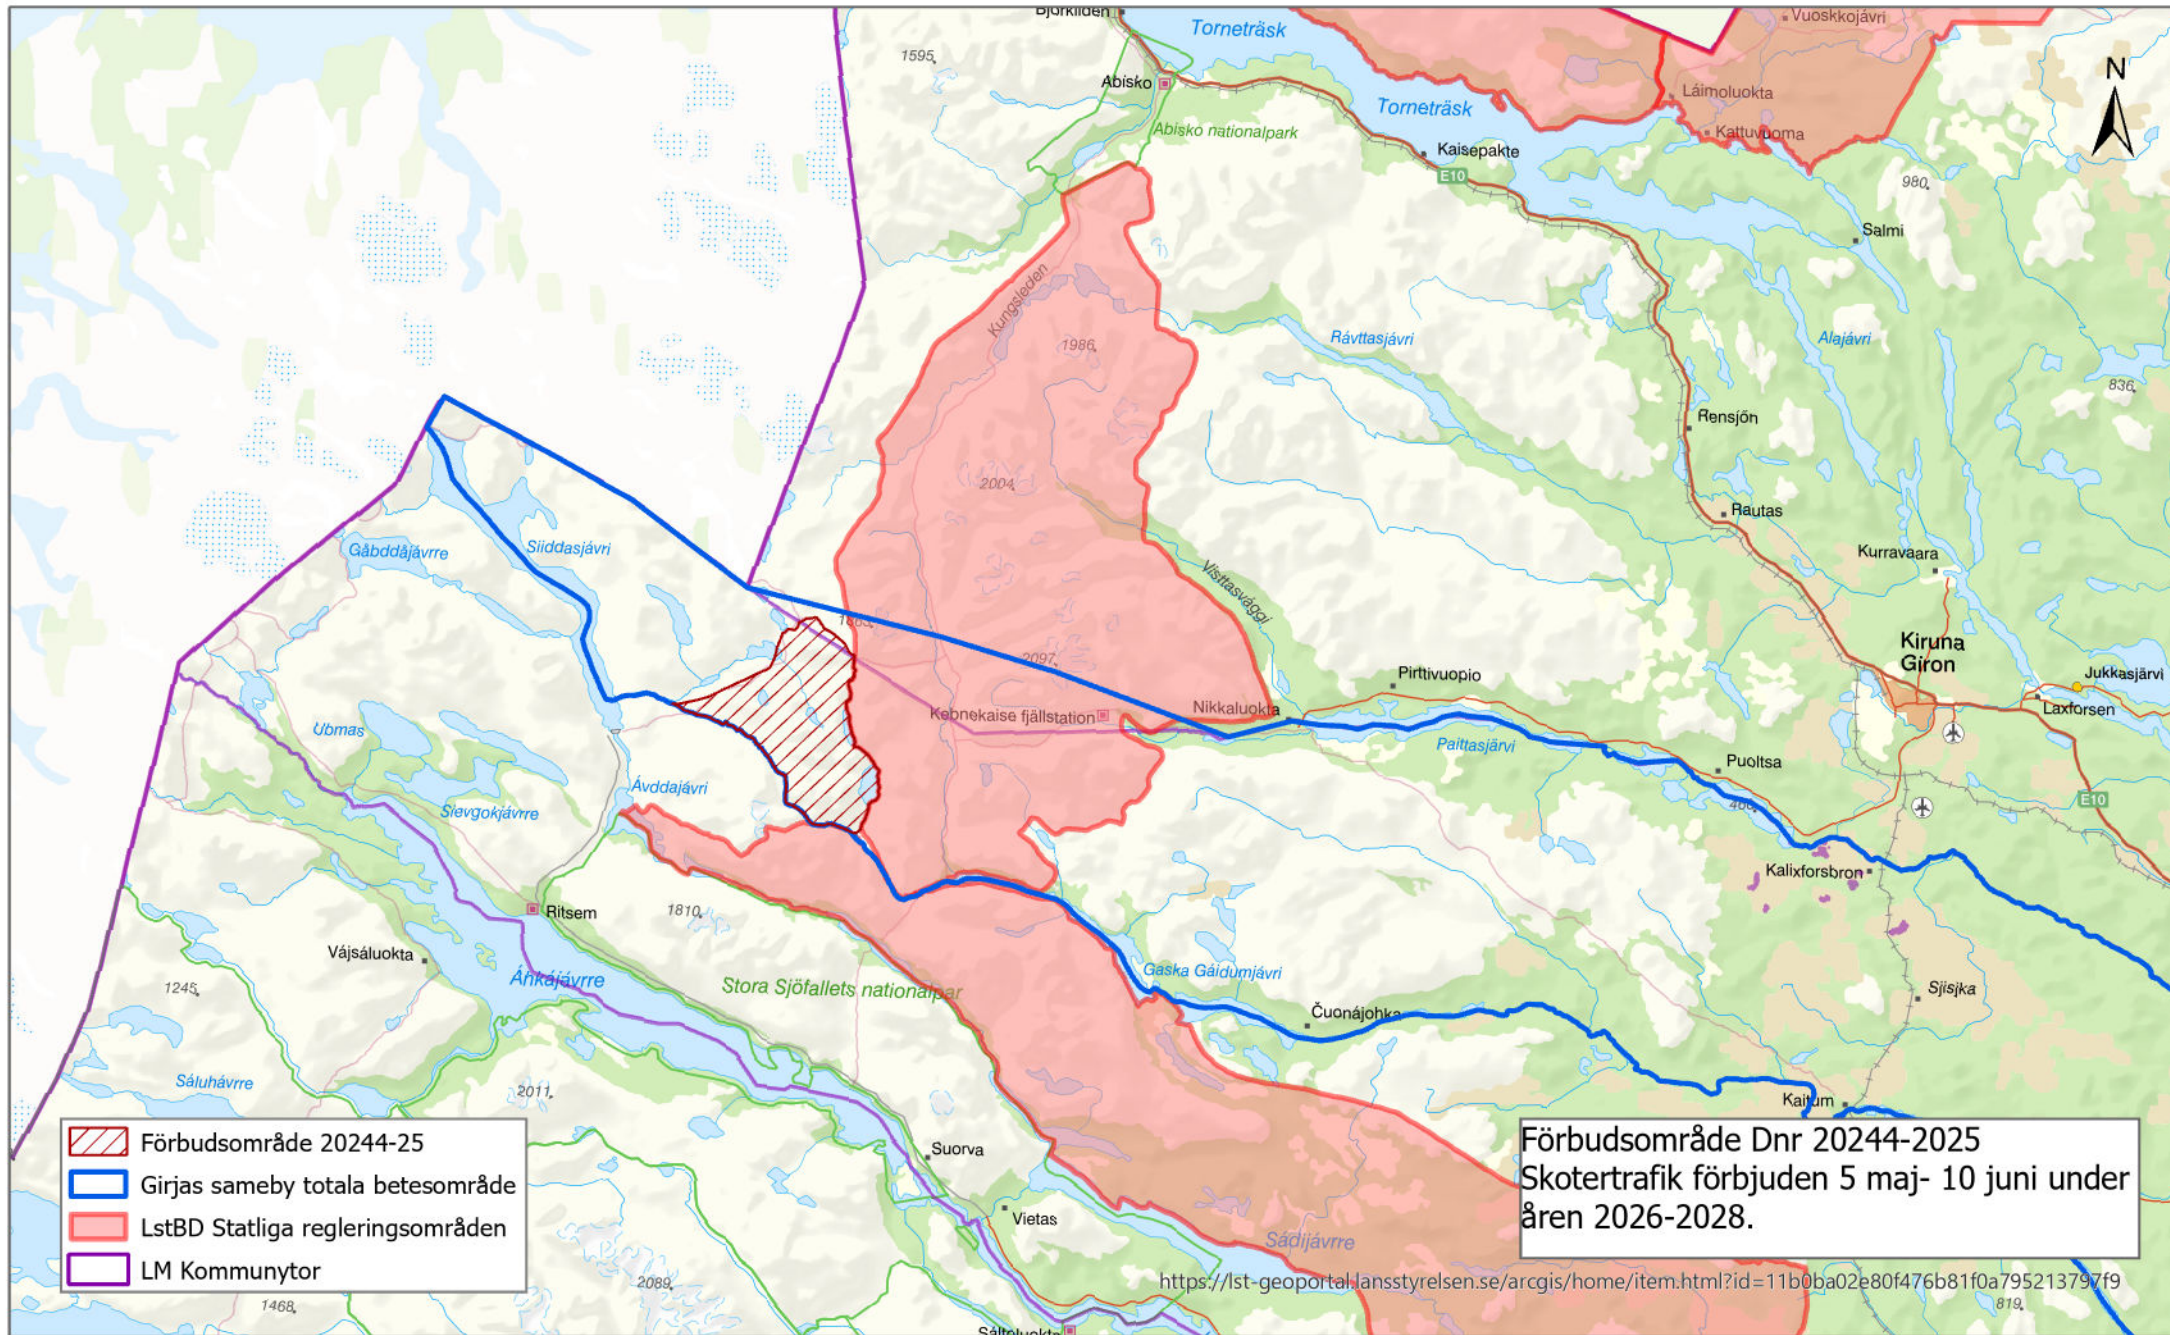 Björkliden
Torneträsk
Vuoskkojávri
1595
N
Abisko
Láimoluokta
Torneträsk
Abisko nationalpark
Kattuvuoma
Kaisepakte
E10
980
Salmi
Kungsleden
Rávttasjávri
Alajávri
1986
836
Rensjön
2004
Rautas
Gåbddåjávrre
Siiddasjávri
Kurravaara
Visttasvággi
Kiruna
Giron
2097
Pirttivuopio
Jukkasjärvi
Nikkaluokta
Laxforsen
Kebnekaise fjällstation
Ubmas
Paittasjärvi
Puoltsa
Ávddajávri
Sievgokjávrre
E10
Kalixforsbron
Ritsem
1810
Vájsáluokta
Áhkájávrre
Gaska Gáidumjávri
Stora Sjöfallets nationalpar
1245
Sjisjka
Čuonájohka
Sáluhávrre
2011
Kaitum
Förbudsområde 20244-25
Girjas sameby totala betesområde
LstBD Statliga regleringsområden
LM Kommunytor
Suorva
Vietas
Förbudsområde Dnr 20244-2025
Skotertrafik förbjuden 5 maj- 10 juni under
åren 2026-2028.
Sádijávrre
https://lst-geoportal.lansstyrelsen.se/arcgis/home/item.html?id=11b0ba02e80f476b81f0a795213797f9
2089
1468
819